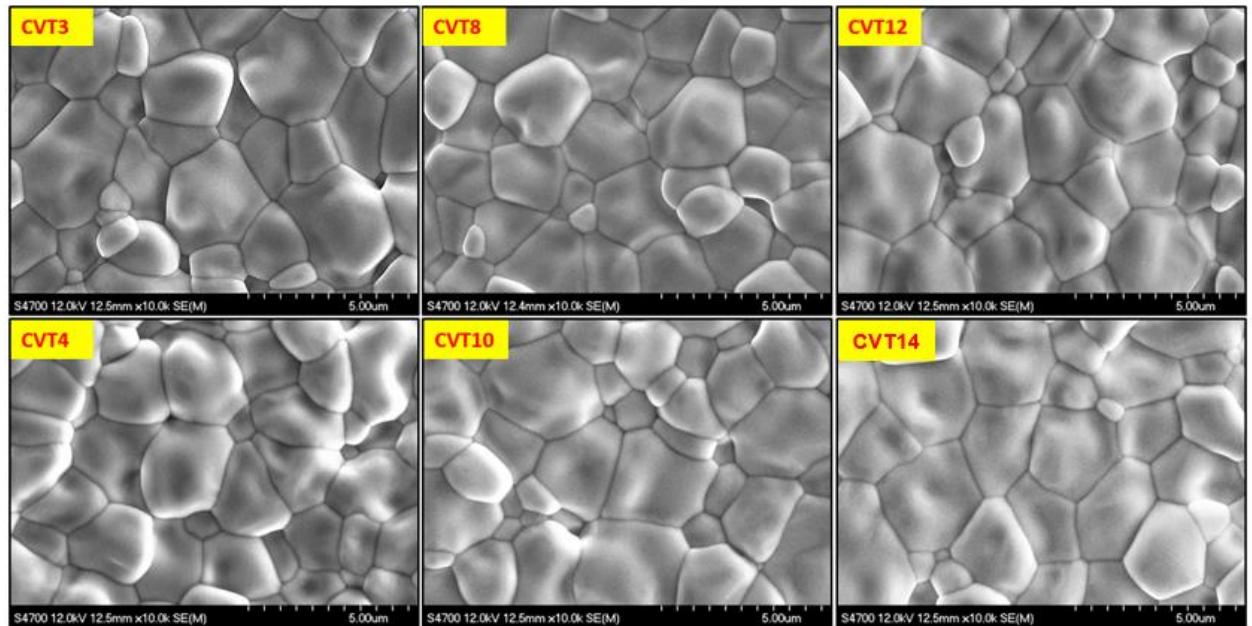 CVT3
CVT8
CVT12
S4700 12.0kV 12.5mm x10.0k SE(M) 5.00um
S4700 12.0kV 12.4mm x10.0k SE(M) 5.00um
S4700 12.0kV 12.5mm x10.0k SE(M) 5.00um
CVT4
CVT10
CVT14
S4700 12.0kV 12.5mm x10.0k SE(M) 5.00um
S4700 12.0kV 12.5mm x10.0k SE(M) 5.00um
S4700 12.0kV 12.5mm x10.0k SE(M) 5.00um